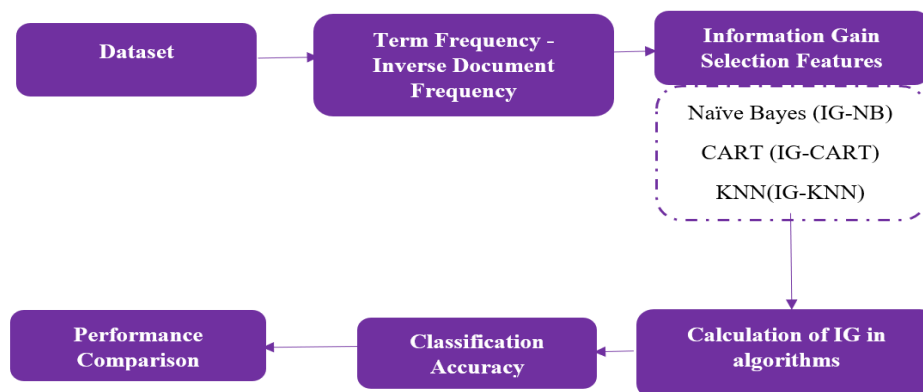 Dataset
Term Frequency -
Inverse Document
Frequency
Information Gain
Selection Features
Naïve Bayes (IG-NB)
CART (IG-CART)
KNN(IG-KNN)
Calculation of IG in
algorithms
Classification
Accuracy
Performance
Comparison